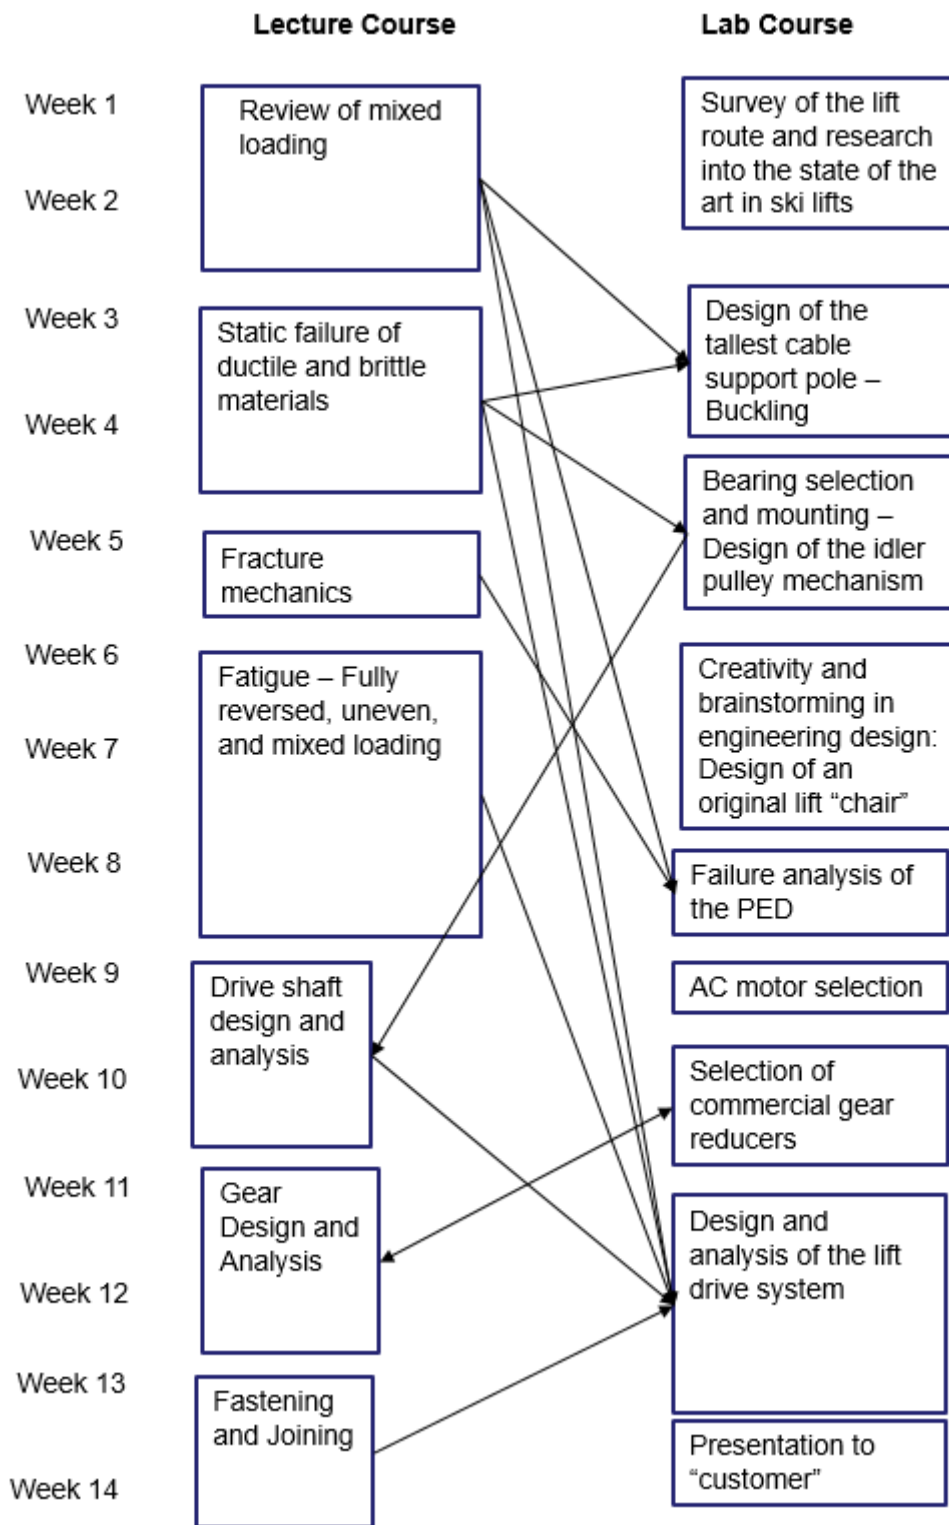 Lecture Course
Lab Course
Week 1
Week 2
Week 3
Week 4
Week 5
Week 6
Week 7
Week 8
Week 9
Week 10
Week 11
Week 12
Week 13
Week 14
Review of mixed
loading
Static failure of
ductile and brittle
materials
Fracture
mechanics
Fatigue – Fully
reversed, uneven,
and mixed loading
Drive shaft
design and
analysis
Gear
Design and
Analysis
Fastening
and Joining
Survey of the lift
route and research
into the state of the
art in ski lifts
Design of the
tallest cable
support pole –
Buckling
Bearing selection
and mounting –
Design of the idler
pulley mechanism
Creativity and
brainstorming in
engineering design:
Design of an
original lift “chair”
Failure analysis of
the PED
AC motor selection
Selection of
commercial gear
reducers
Design and
analysis of the lift
drive system
Presentation to
“customer”